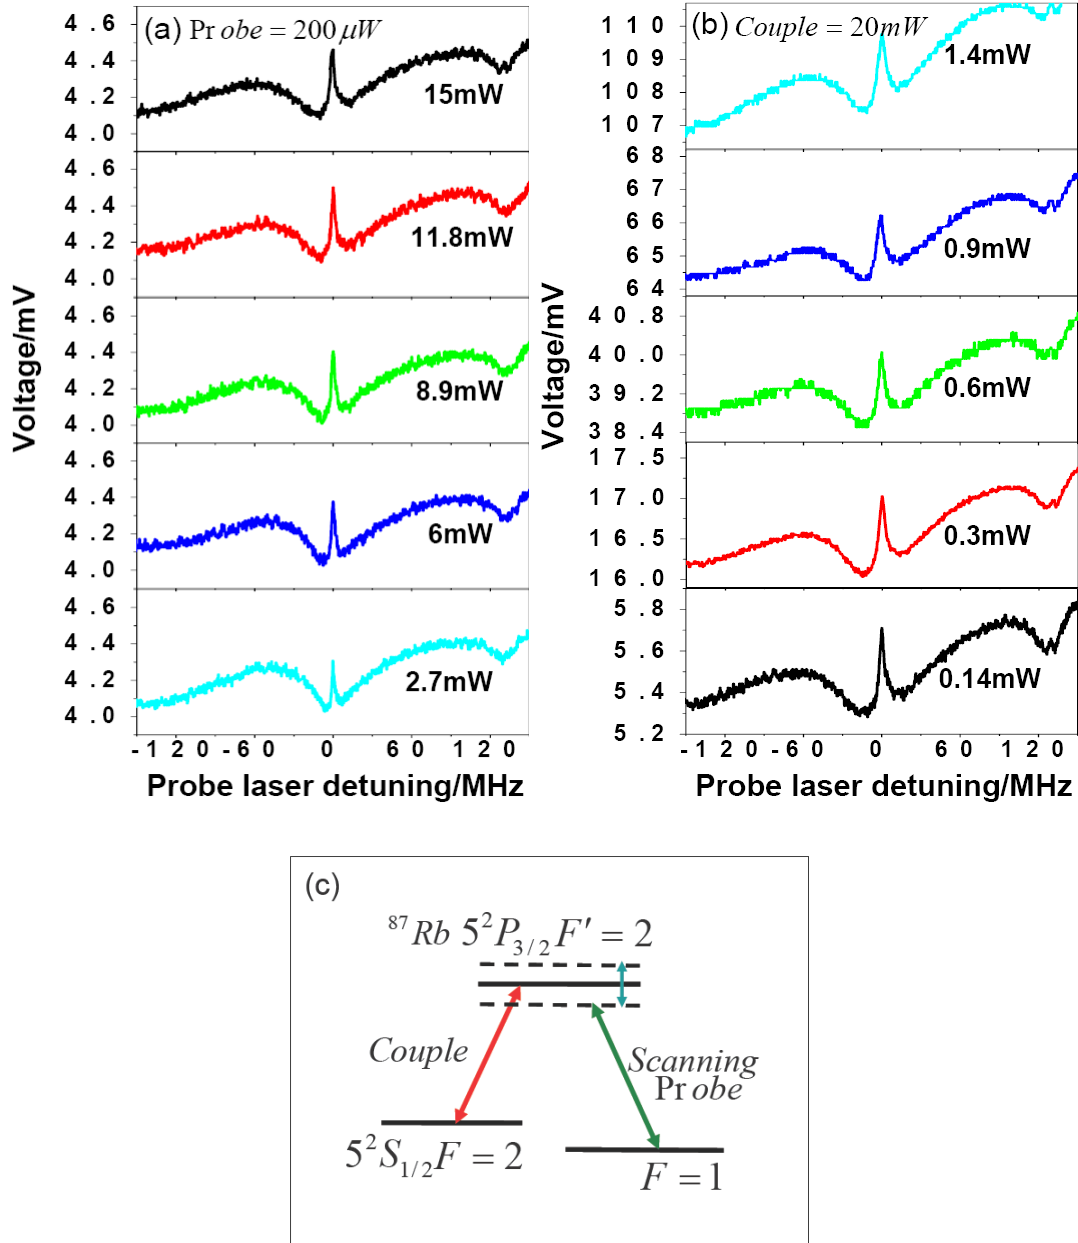 (a) Probe = 200μW
4.6
4.4
4.2
4.0
15mW
4.6
4.4
4.2
4.0
11.8mW
4.6
4.4
4.2
4.0
8.9mW
4.6
4.4
4.2
4.0
6mW
4.6
4.4
4.2
4.0
2.7mW
-120 -60 0 60 120
Voltage/mV
Probe laser detuning/MHz
(b) Couple = 20mW
110
109
108
107
1.4mW
68
67
66
65
64
0.9mW
40.8
40.0
39.2
38.4
0.6mW
17.5
17.0
16.5
16.0
0.3mW
5.8
5.6
5.4
5.2
0.14mW
-120 -60 0 60 120
Voltage/mV
Probe laser detuning/MHz
(c)
⁸⁷Rb 5²P₃/₂F′ = 2
Couple
Scanning
Probe
5²S₁/₂F = 2
F = 1